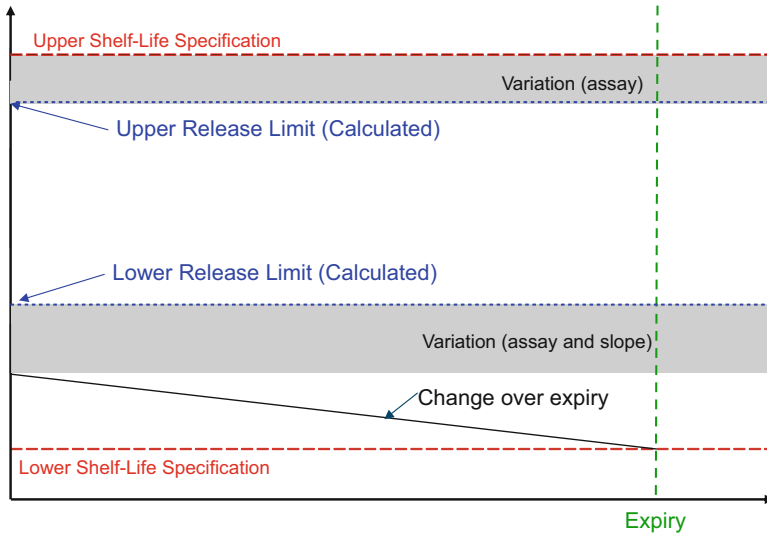 Upper Shelf-Life Specification
Variation (assay)
Upper Release Limit (Calculated)
Lower Release Limit (Calculated)
Variation (assay and slope)
Change over expiry
Lower Shelf-Life Specification
Expiry